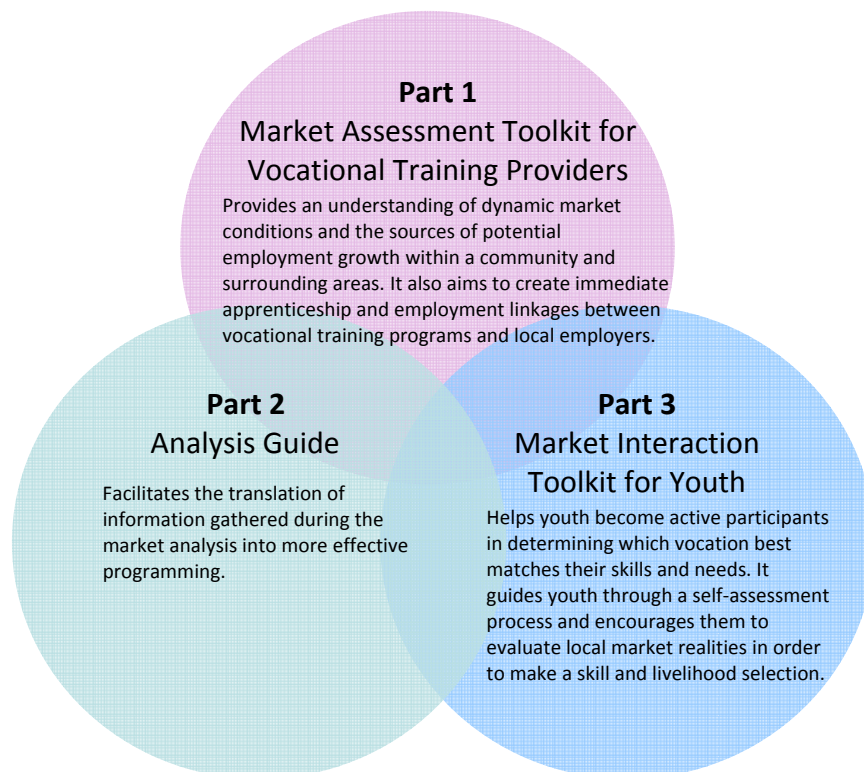 Part 1
Market Assessment Toolkit for
Vocational Training Providers
Provides an understanding of dynamic market
conditions and the sources of potential
employment growth within a community and
surrounding areas. It also aims to create immediate
apprenticeship and employment linkages between
vocational training programs and local employers.
Part 2
Analysis Guide
Facilitates the translation of
information gathered during the
market analysis into more effective
programming.
Part 3
Market Interaction
Toolkit for Youth
Helps youth become active participants
in determining which vocation best
matches their skills and needs. It
guides youth through a self-assessment
process and encourages them to
evaluate local market realities in order
to make a skill and livelihood selection.